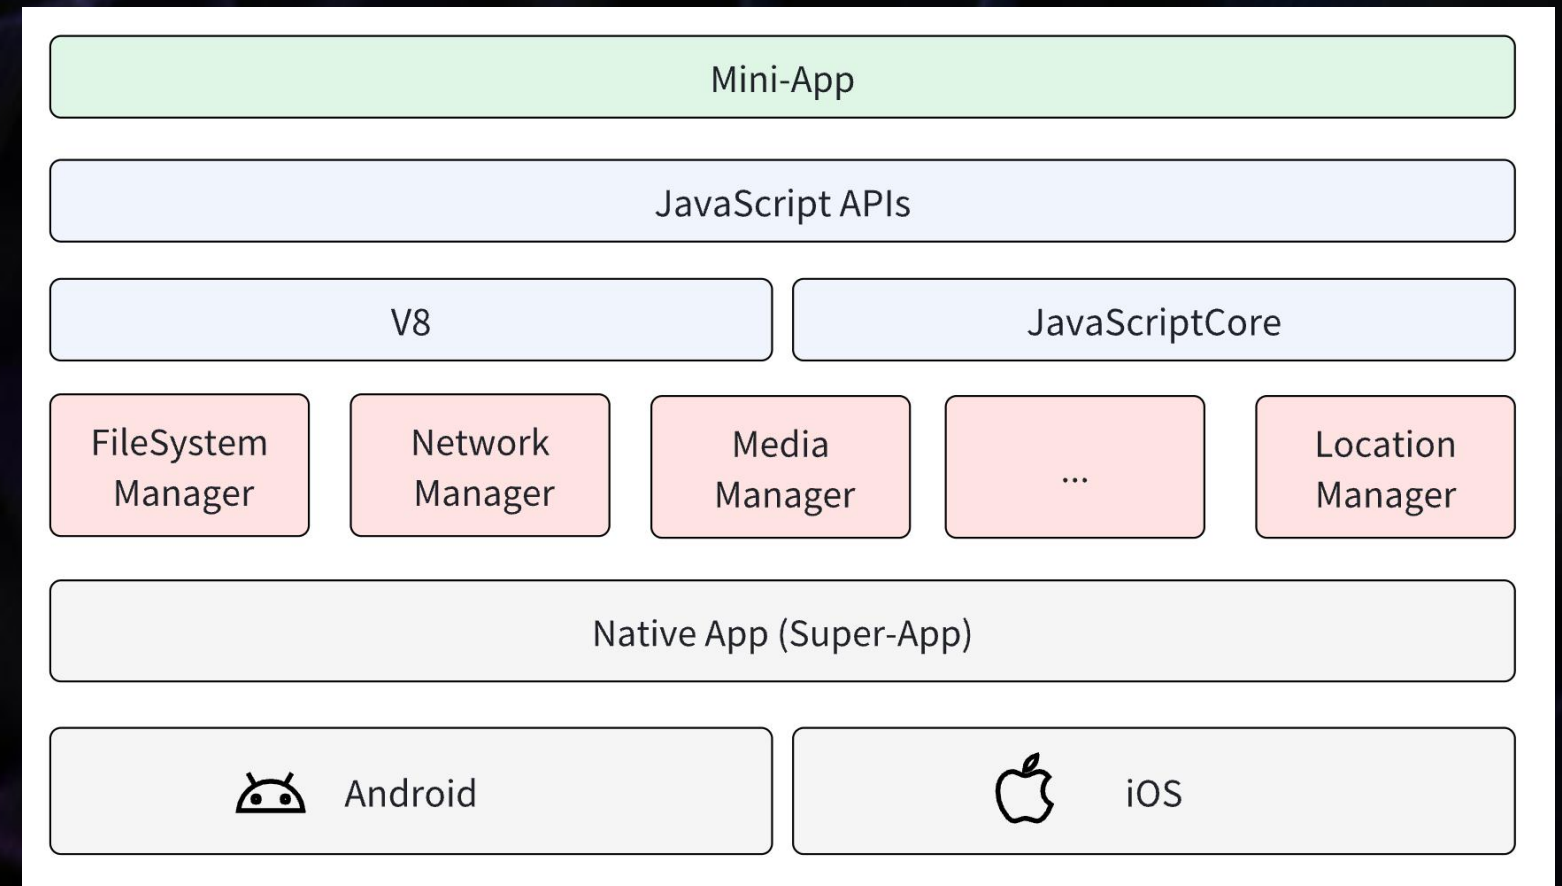 Mini-App
JavaScript APIs
V8
JavaScriptCore
FileSystem
Manager
Network
Manager
Media
Manager
...
Location
Manager
Native App (Super-App)
Android
iOS